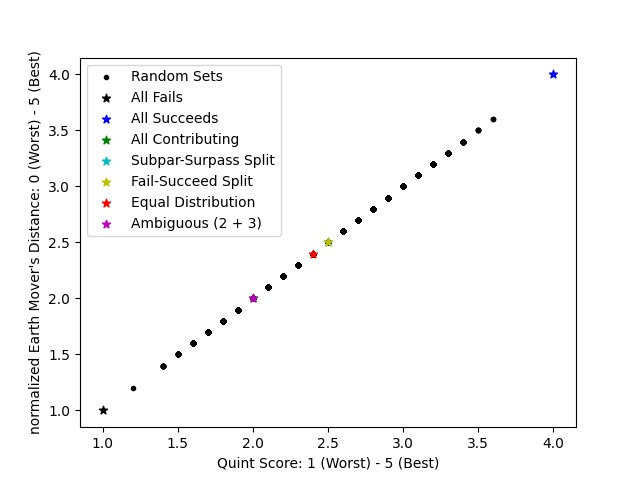 normalized Earth Mover's Distance: 0 (Worst) - 5 (Best)
4.0
3.5
3.0
2.5
2.0
1.5
1.0
Random Sets
All Fails
All Succeeds
All Contributing
Subpar-Surpass Split
Fail-Succeed Split
Equal Distribution
Ambiguous (2 + 3)
1.0 1.5 2.0 2.5 3.0 3.5 4.0
Quint Score: 1 (Worst) - 5 (Best)